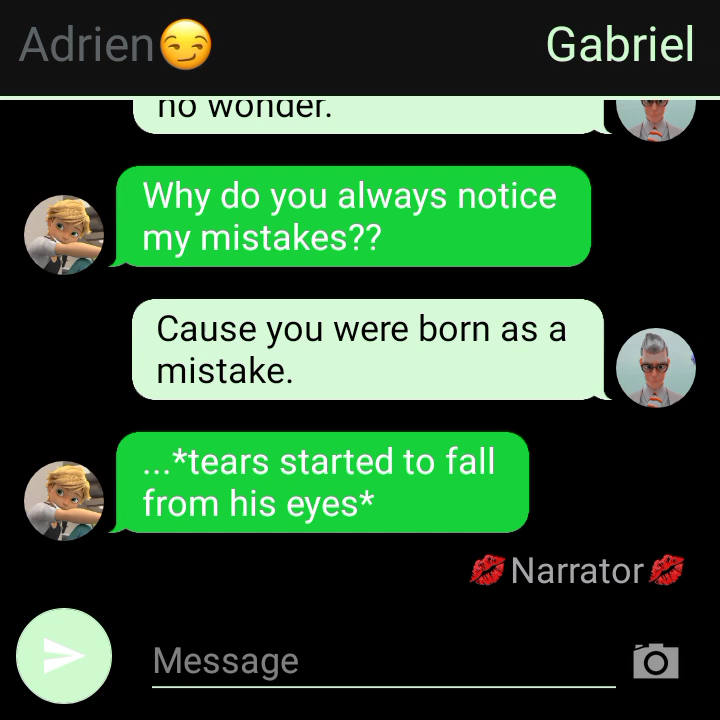 Adrien😏 Gabriel
no wonder.
Why do you always notice
my mistakes??
Cause you were born as a
mistake.
...*tears started to fall
from his eyes*
💋Narrator💋
Message